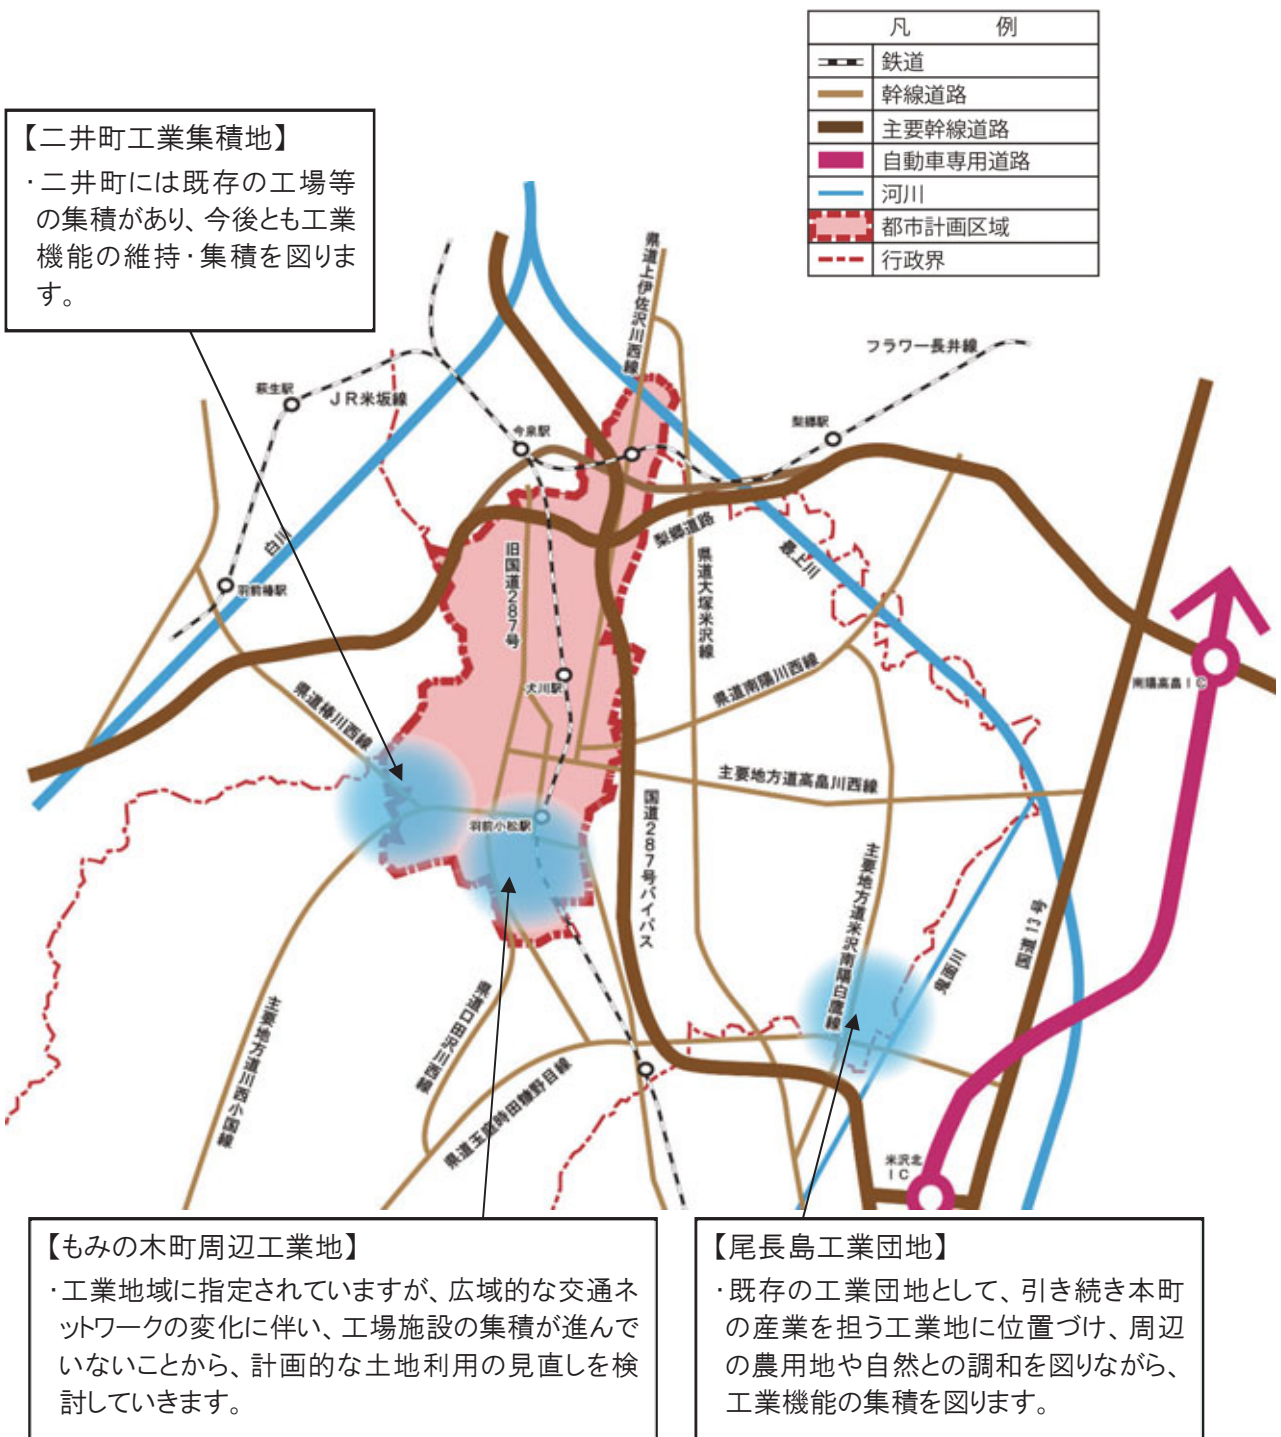 凡 例
鉄道
幹線道路
主要幹線道路
自動車専用道路
河川
都市計画区域
行政界
【二井町工業集積地】
・二井町には既存の工場等
の集積があり、今後とも工業
機能の維持・集積を図りま
す。
県道上伊佐沢川西線
フラワー長井線
萩生駅
JR米坂線
今泉駅
梨郷駅
白川
羽前椿駅
旧国道287号
梨郷道路
県道大塚米沢線
最上川
犬川駅
県道南陽川西線
南陽高畠IC
県道椿川西線
主要地方道高畠川西線
羽前小松駅
国道287号バイパス
主要地方道米沢南陽白鷹線
国道13号
鬼面川
県道口田沢川西線
主要地方道川西小国線
県道玉庭時田糠野目線
米沢北
IC
【もみの木町周辺工業地】
・工業地域に指定されていますが、広域的な交通ネ
ットワークの変化に伴い、工場施設の集積が進んで
いないことから、計画的な土地利用の見直しを検
討していきます。
【尾長島工業団地】
・既存の工業団地として、引き続き本町
の産業を担う工業地に位置づけ、周辺
の農用地や自然との調和を図りながら、
工業機能の集積を図ります。